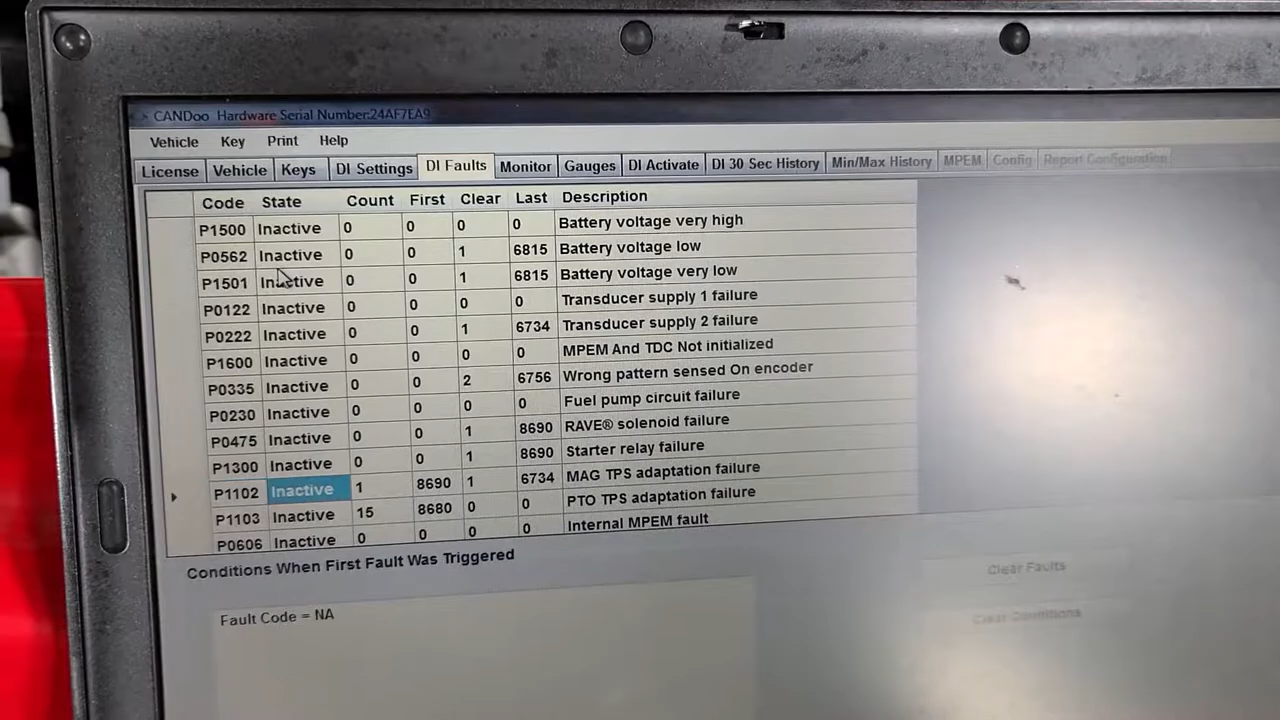 CANDoo Hardware Serial Number:24AF7EA9
Vehicle Key Print Help
License Vehicle Keys DI Settings DI Faults Monitor Gauges DI Activate DI 30 Sec History Min/Max History MPEM Config Report Configuration
Code State Count First Clear Last Description
P1500 Inactive 0 0 0 0 Battery voltage very high
P0562 Inactive 0 0 1 6815 Battery voltage low
P1501 Inactive 0 0 1 6815 Battery voltage very low
P0122 Inactive 0 0 0 0 Transducer supply 1 failure
P0222 Inactive 0 0 1 6734 Transducer supply 2 failure
P1600 Inactive 0 0 0 0 MPEM And TDC Not initialized
P0335 Inactive 0 0 2 6756 Wrong pattern sensed On encoder
P0230 Inactive 0 0 0 0 Fuel pump circuit failure
P0475 Inactive 0 0 1 8690 RAVE® solenoid failure
P1300 Inactive 0 0 1 8690 Starter relay failure
P1102 Inactive 1 8690 1 6734 MAG TPS adaptation failure
P1103 Inactive 15 8680 0 0 PTO TPS adaptation failure
P0606 Inactive 0 0 0 0 Internal MPEM fault
Conditions When First Fault Was Triggered
Clear Faults
Fault Code = NA
Clear Conditions